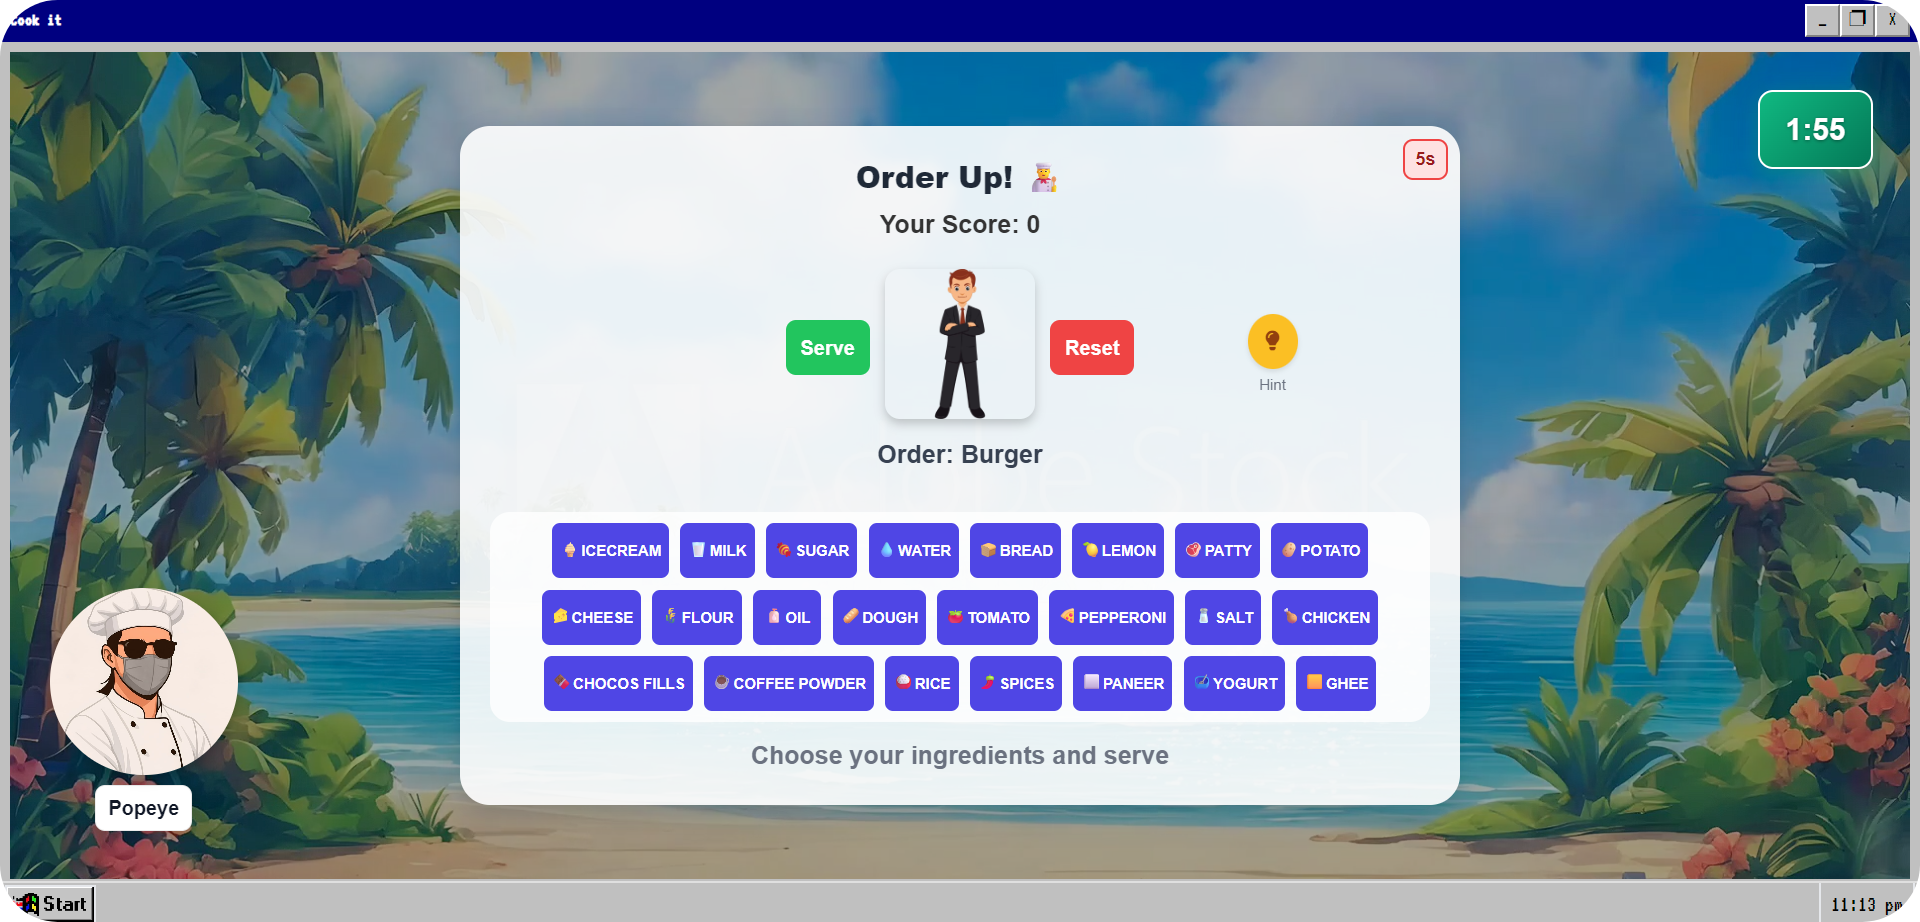 Cook it
1:55
5s
Order Up!
Your Score: 0
Serve
Reset
Hint
Order: Burger
Adobe Stock
ICECREAM MILK SUGAR WATER BREAD LEMON PATTY POTATO
CHEESE FLOUR OIL DOUGH TOMATO PEPPERONI SALT CHICKEN
CHOCOS FILLS COFFEE POWDER RICE SPICES PANEER YOGURT GHEE
Choose your ingredients and serve
Popeye
Start
11:13 pm